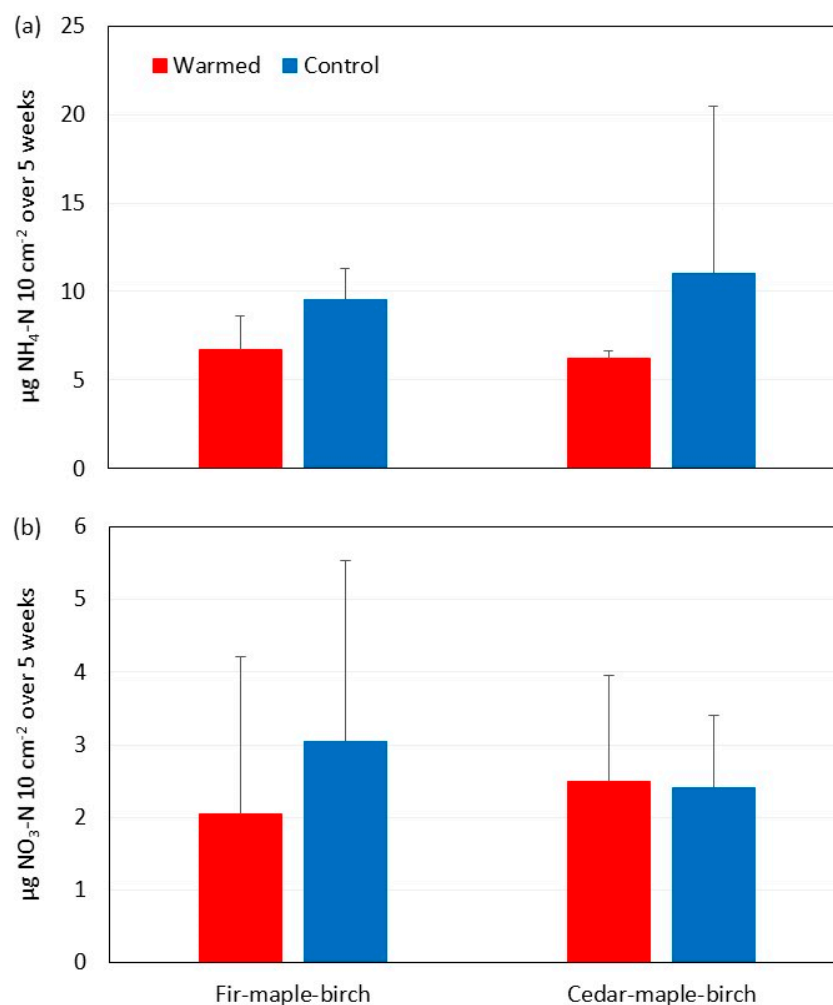 (a)
25
20
15
10
5
0
Warmed Control
µg NH₄-N 10 cm⁻² over 5 weeks
(b)
6
5
4
3
2
1
0
µg NO₃-N 10 cm⁻² over 5 weeks
Fir-maple-birch Cedar-maple-birch